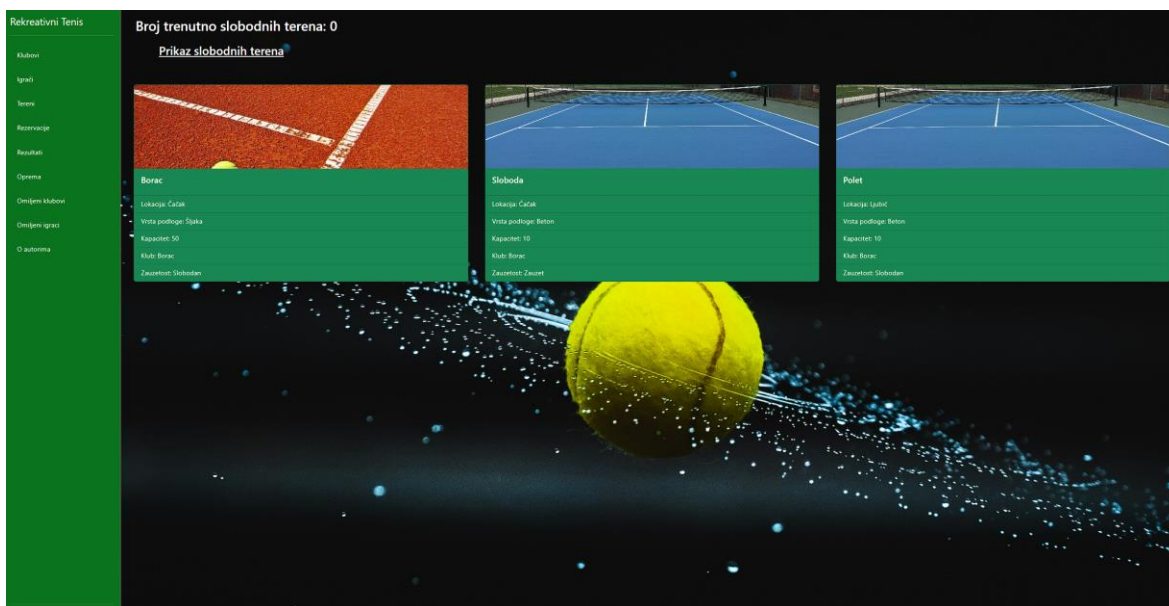 Rekreativni Tenis
Klubovi
Igrači
Tereni
Rezervacije
Rezultati
Oprema
Omiljeni klubovi
Omiljeni igraci
O autorima
Broj trenutno slobodnih terena: 0
Prikaz slobodnih terena
Borac
Lokacija: Čačak
Vrsta podloge: Šljaka
Kapacitet: 50
Klub: Borac
Zauzetost: Slobodan
Sloboda
Lokacija: Čačak
Vrsta podloge: Beton
Kapacitet: 10
Klub: Borac
Zauzetost: Zauzet
Polet
Lokacija: Ljubić
Vrsta podloge: Beton
Kapacitet: 10
Klub: Borac
Zauzetost: Slobodan